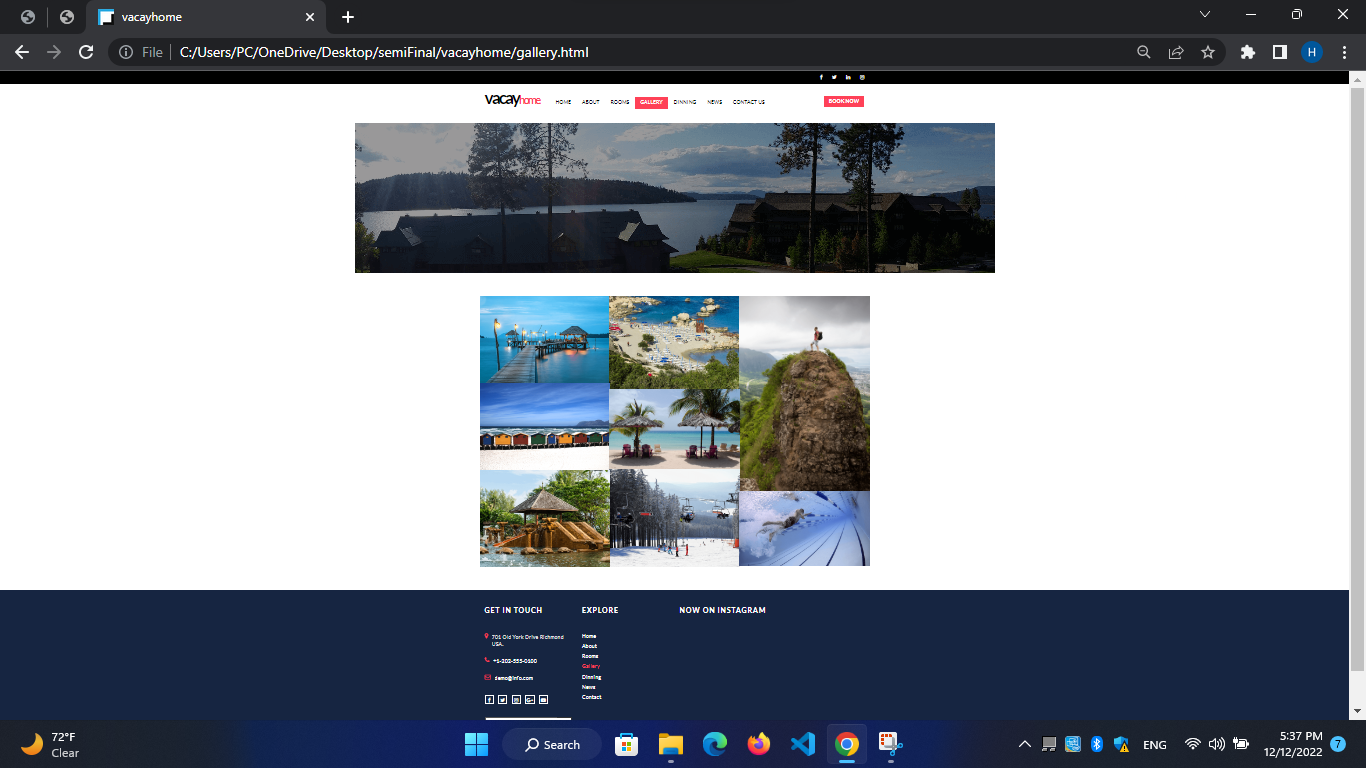 vacayhome
File C:/Users/PC/OneDrive/Desktop/semiFinal/vacayhome/gallery.html
H
vacayhome HOME ABOUT ROOMS GALLERY DINNING NEWS CONTACT US BOOK NOW
GET IN TOUCH EXPLORE NOW ON INSTAGRAM
701 Old York Drive Richmond
USA.
+1-202-555-0100
demo@info.com
Home
About
Rooms
Gallery
Dinning
News
Contact
72°F
Clear
Search
ENG
5:37 PM
12/12/2022
7